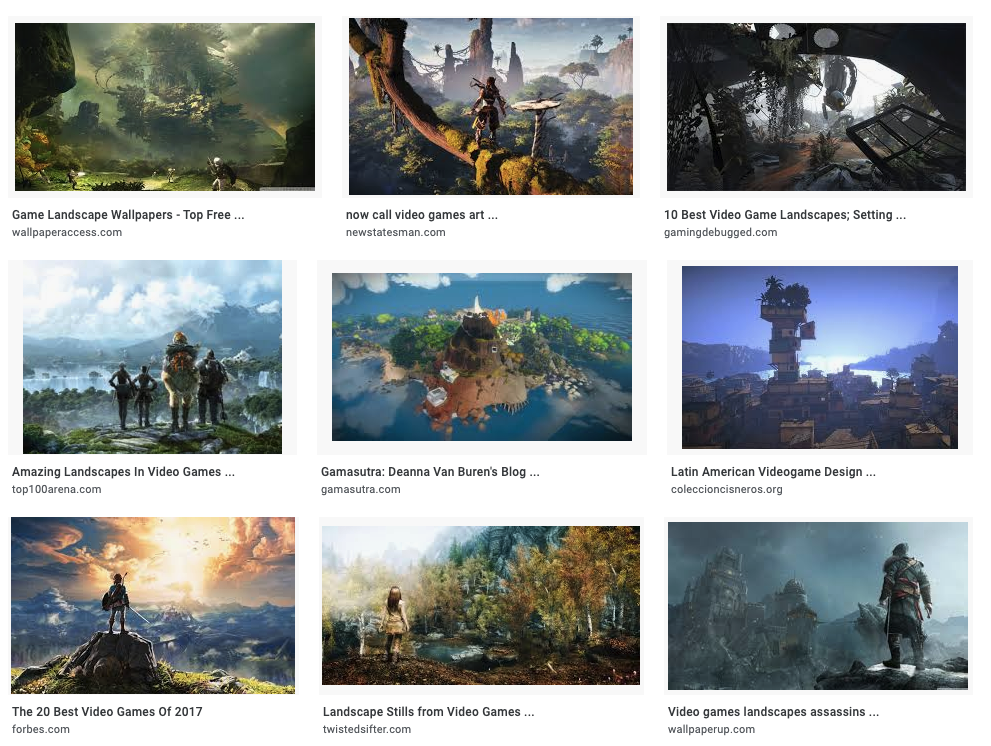 Game Landscape Wallpapers - Top Free ...
wallpaperaccess.com
now call video games art ...
newstatesman.com
10 Best Video Game Landscapes; Setting ...
gamingdebugged.com
Amazing Landscapes In Video Games ...
top100arena.com
Gamasutra: Deanna Van Buren's Blog ...
gamasutra.com
Latin American Videogame Design ...
coleccioncisneros.org
The 20 Best Video Games Of 2017
forbes.com
Landscape Stills from Video Games ...
twistedsifter.com
Video games landscapes assassins ...
wallpaperup.com